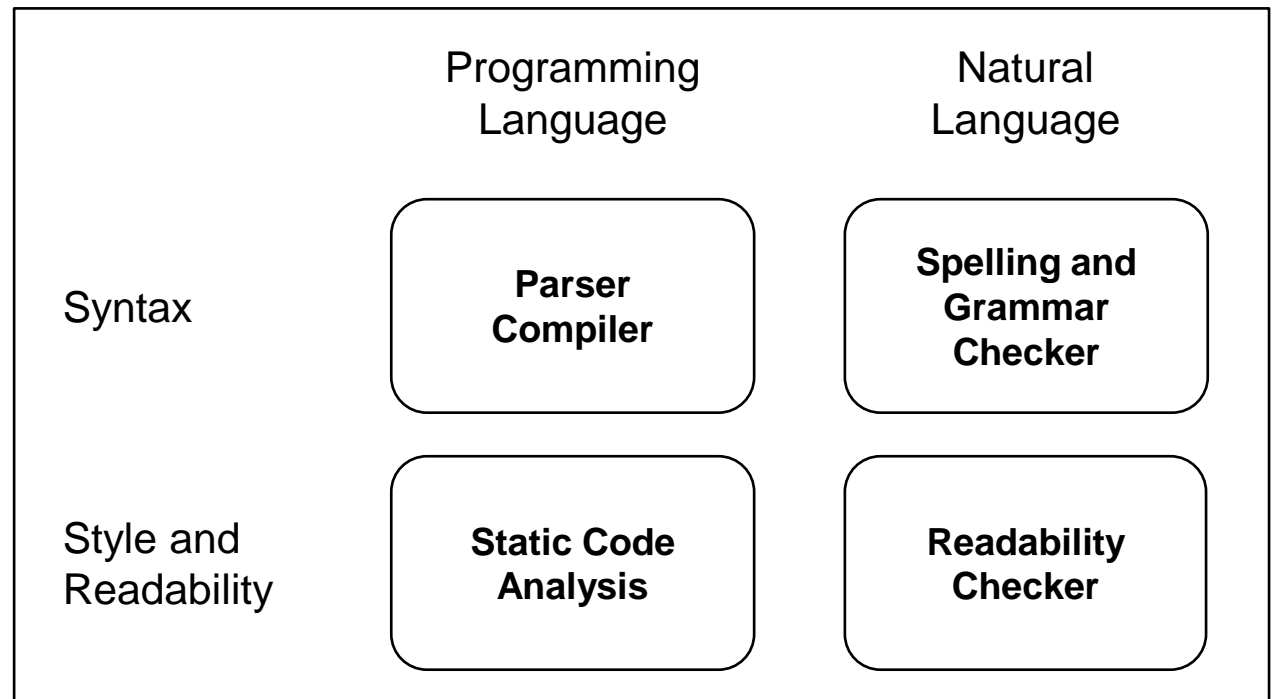 Programming
Language
Natural
Language
Syntax
Parser
Compiler
Spelling and
Grammar
Checker
Style and
Readability
Static Code
Analysis
Readability
Checker